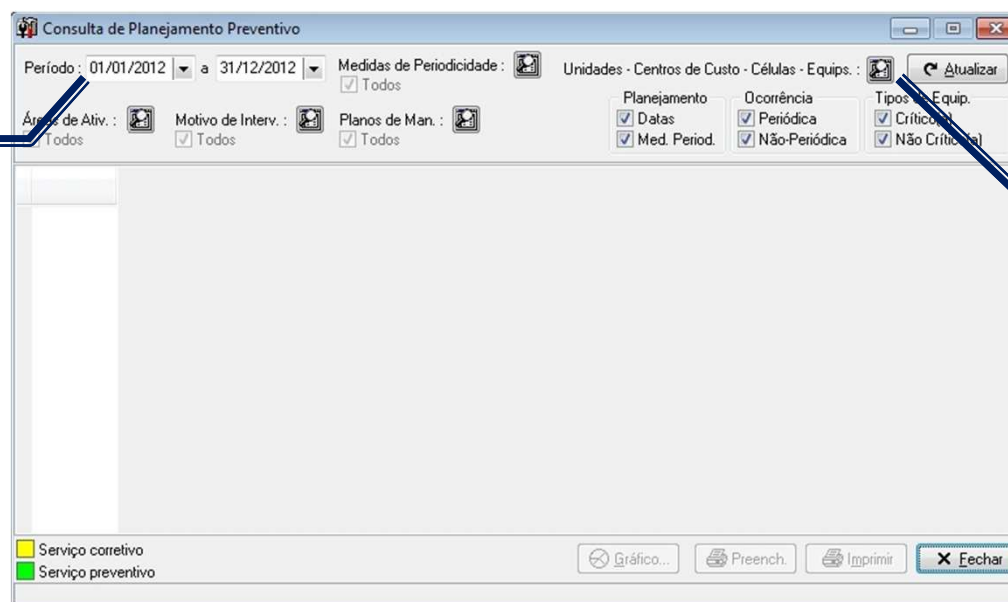 Consulta de Planejamento Preventivo
Período : 01/01/2012 a 31/12/2012 Medidas de Periodicidade : Unidades - Centros de Custo - Células - Equips. : Atualizar
Todos
Planejamento Ocorrência Tipos de Equip.
Áreas de Ativ. : Motivo de Interv. : Planos de Man. : Datas Periódica Crítico(a)
Todos Todos Todos Med. Period. Não-Periódica Não Crítico(a)
Serviço corretivo
Serviço preventivo
Gráfico... Preench. Imprimir Fechar